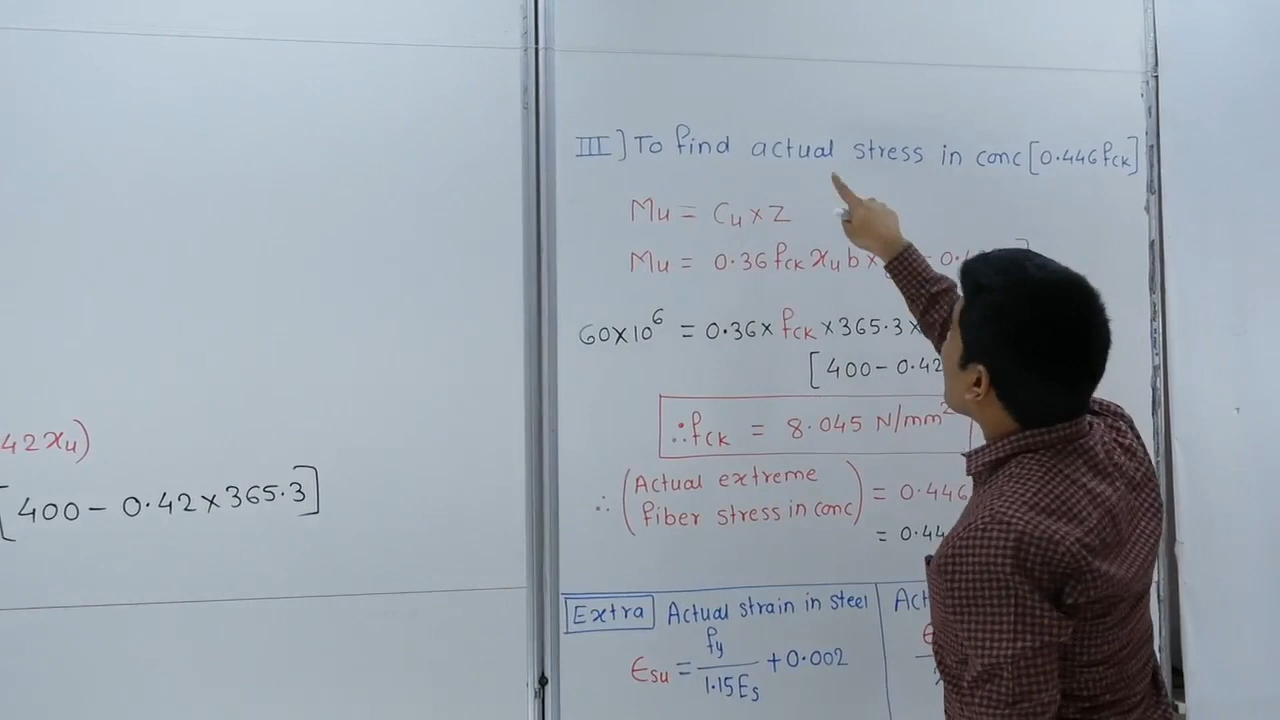 42xu)
[400 - 0.42 × 365.3]
III] To find actual stress in conc [0.446 fck]
Mu = Cu × Z
Mu = 0.36 fck xu b ×
60×10⁶ = 0.36 × fck × 365.3 ×
[400 - 0.42
∴ fck = 8.045 N/mm²
∴ (Actual extreme
fiber stress in conc) = 0.446
= 0.44
Extra Actual strain in steel
εsu = fy / 1.15Es + 0.002